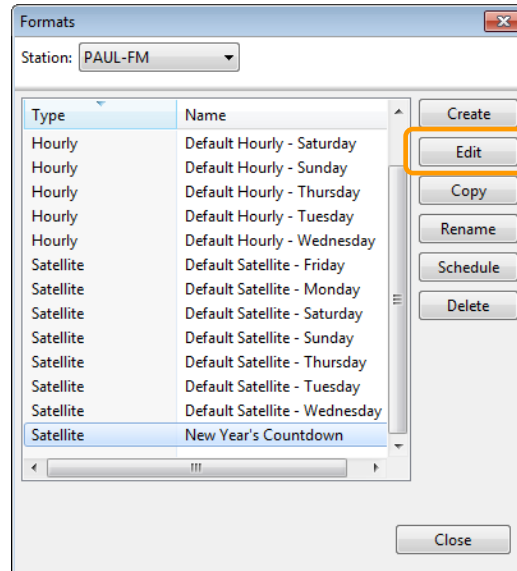 Formats
Station: PAUL-FM
Type Name
Hourly Default Hourly - Saturday
Hourly Default Hourly - Sunday
Hourly Default Hourly - Thursday
Hourly Default Hourly - Tuesday
Hourly Default Hourly - Wednesday
Satellite Default Satellite - Friday
Satellite Default Satellite - Monday
Satellite Default Satellite - Saturday
Satellite Default Satellite - Sunday
Satellite Default Satellite - Thursday
Satellite Default Satellite - Tuesday
Satellite Default Satellite - Wednesday
Satellite New Year's Countdown
Create
Edit
Copy
Rename
Schedule
Delete
Close